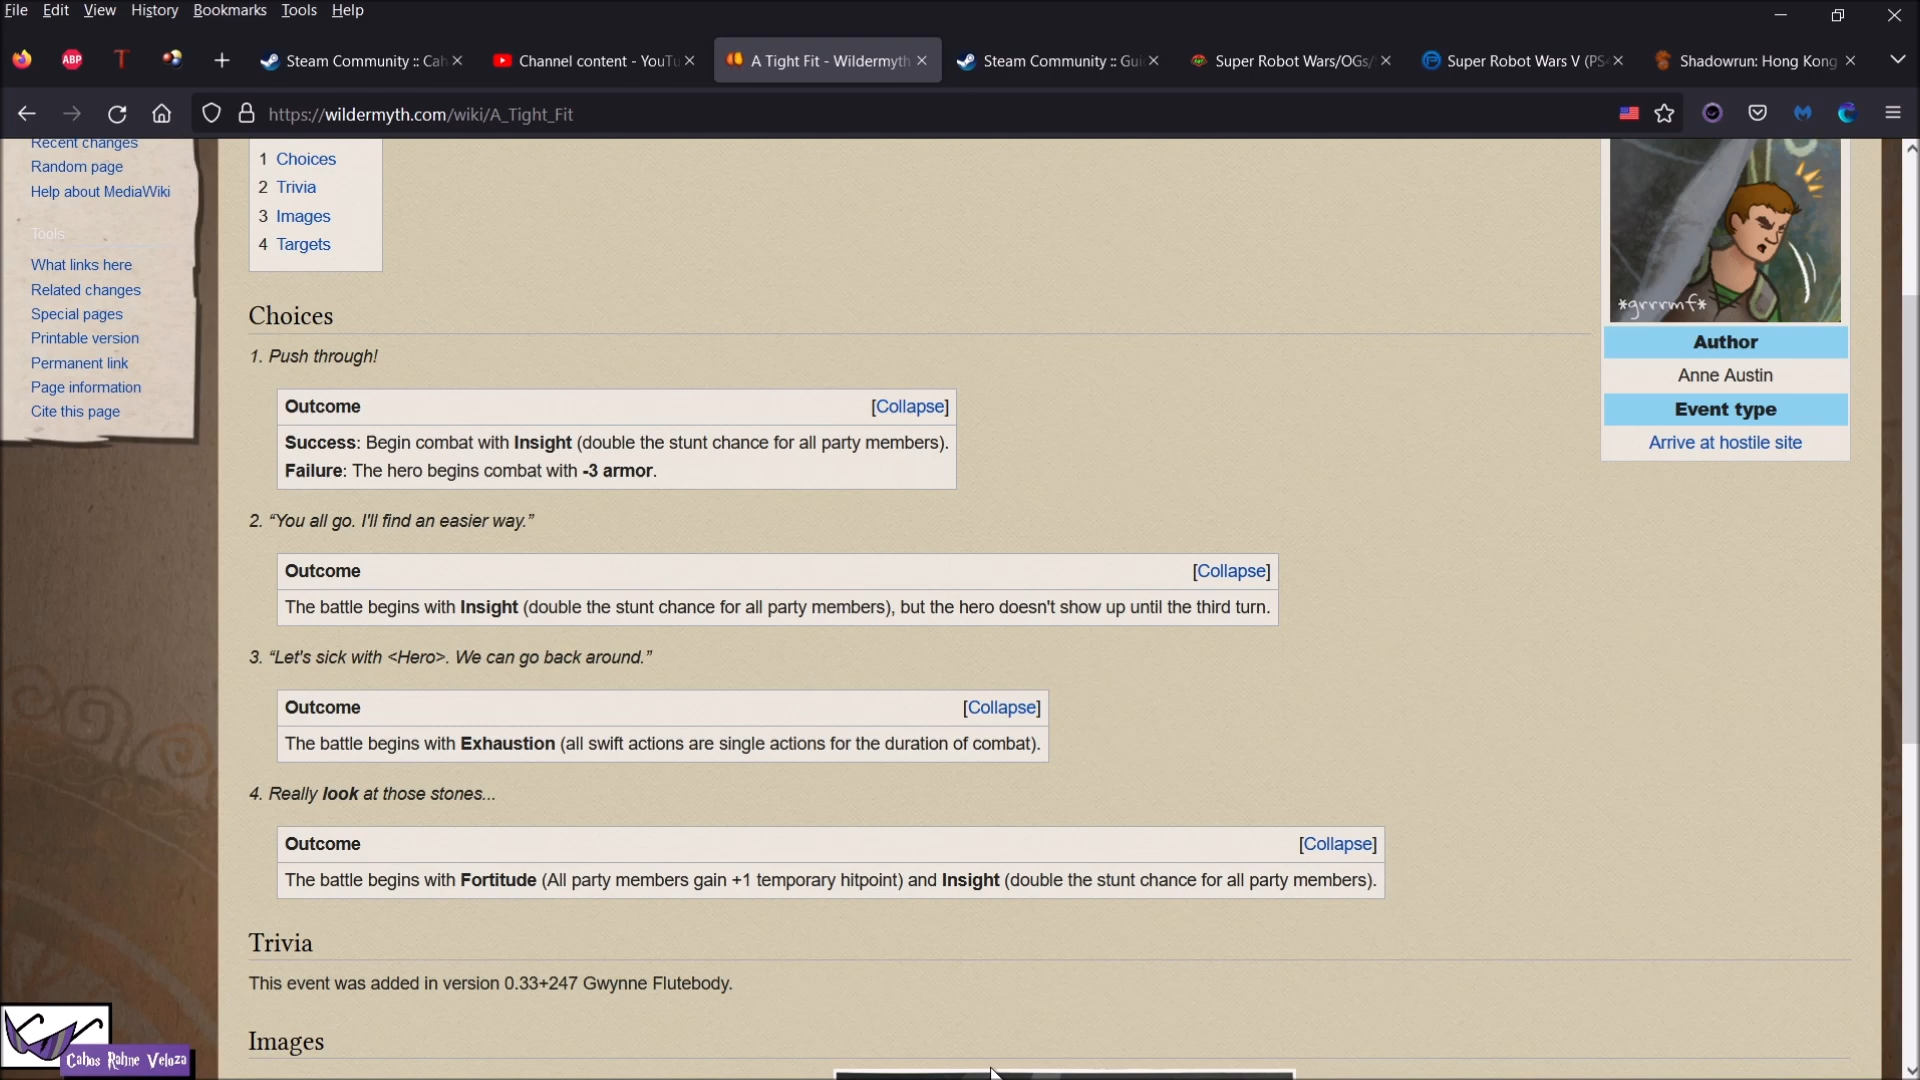 File Edit View History Bookmarks Tools Help
ABP T + Steam Community :: Cah Channel content - YouTu A Tight Fit - Wildermyth Steam Community :: Gui Super Robot Wars/OGs/ Super Robot Wars V (PS Shadowrun: Hong Kong
https://wildermyth.com/wiki/A_Tight_Fit
Recent changes
Random page
Help about MediaWiki
Tools
What links here
Related changes
Special pages
Printable version
Permanent link
Page information
Cite this page
1 Choices
2 Trivia
3 Images
4 Targets
*grrrmf*
Author
Anne Austin
Event type
Arrive at hostile site
Choices
1. Push through!
Outcome [Collapse]
Success: Begin combat with Insight (double the stunt chance for all party members).
Failure: The hero begins combat with -3 armor.
2. “You all go. I'll find an easier way.”
Outcome [Collapse]
The battle begins with Insight (double the stunt chance for all party members), but the hero doesn't show up until the third turn.
3. “Let's sick with <Hero>. We can go back around.”
Outcome [Collapse]
The battle begins with Exhaustion (all swift actions are single actions for the duration of combat).
4. Really look at those stones...
Outcome [Collapse]
The battle begins with Fortitude (All party members gain +1 temporary hitpoint) and Insight (double the stunt chance for all party members).
Trivia
This event was added in version 0.33+247 Gwynne Flutebody.
Images
Cahos Rahne Veloza